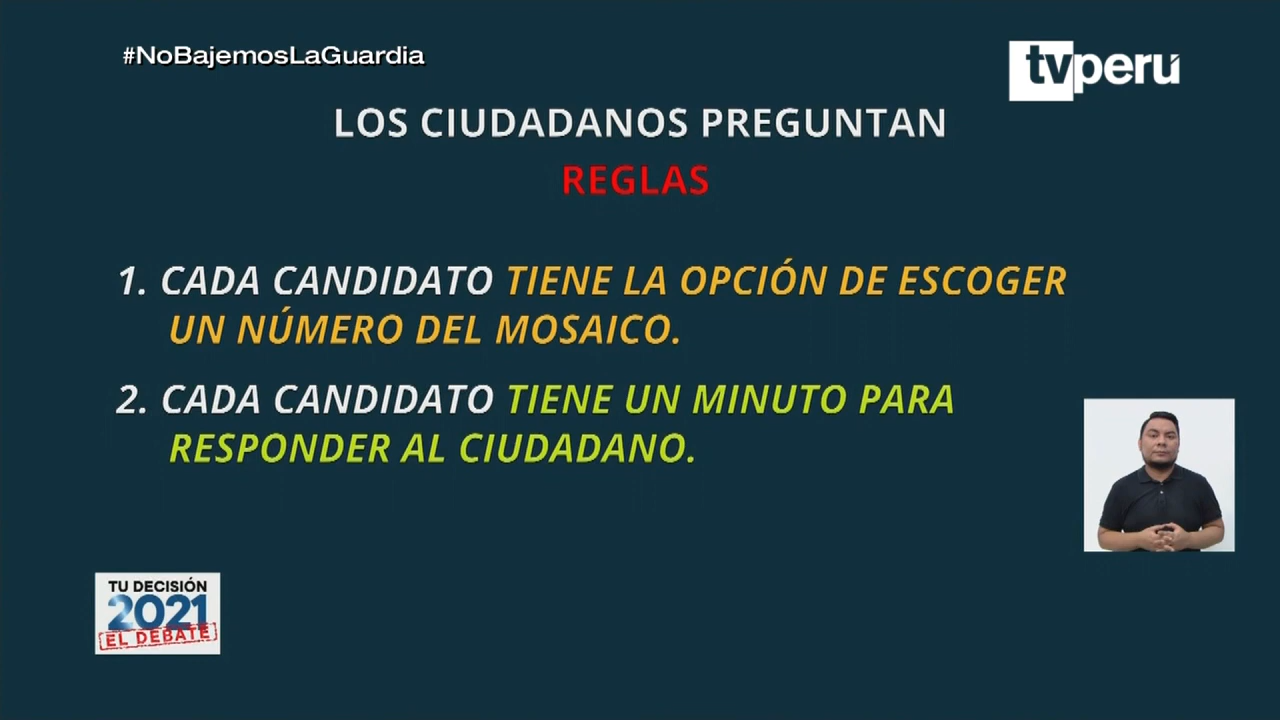 #NoBajemosLaGuardia
tvperú
LOS CIUDADANOS PREGUNTAN
REGLAS
1. CADA CANDIDATO TIENE LA OPCIÓN DE ESCOGER
UN NÚMERO DEL MOSAICO.
2. CADA CANDIDATO TIENE UN MINUTO PARA
RESPONDER AL CIUDADANO.
TU DECISIÓN
2021
EL DEBATE